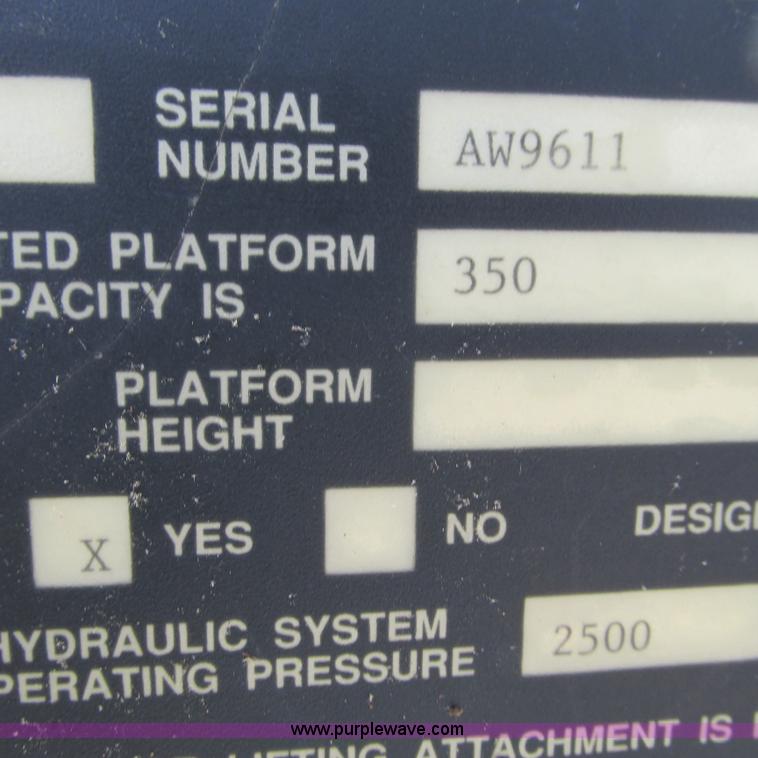 SERIAL
NUMBER AW9611
TED PLATFORM
PACITY IS 350
PLATFORM
HEIGHT
X YES NO DESIG
HYDRAULIC SYSTEM
PERATING PRESSURE 2500
www.purplewave.com
LIFTING ATTACHMENT IS